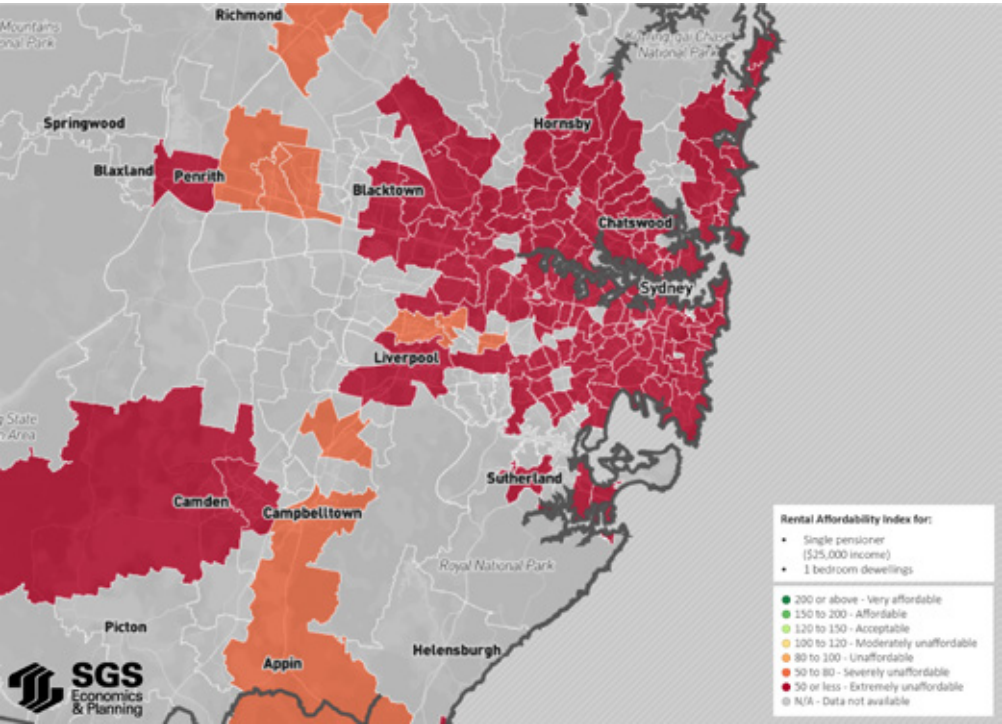 Richmond
Mountains
onal Park
Ku-ring-gai Chase
National Park
Springwood
Hornsby
Blaxland
Penrith
Blacktown
Chatswood
Sydney
Liverpool
g State
n Area
Sutherland
Camden
Campbelltown
Royal National Park
Picton
Helensburgh
Appin
SGS
Economics
& Planning
Rental Affordability Index for:
• Single pensioner
($25,000 income)
• 1 bedroom dewellings
200 or above - Very affordable
150 to 200 - Affordable
120 to 150 - Acceptable
100 to 120 - Moderately unaffordable
80 to 100 - Unaffordable
50 to 80 - Severely unaffordable
50 or less - Extremely unaffordable
N/A - Data not available